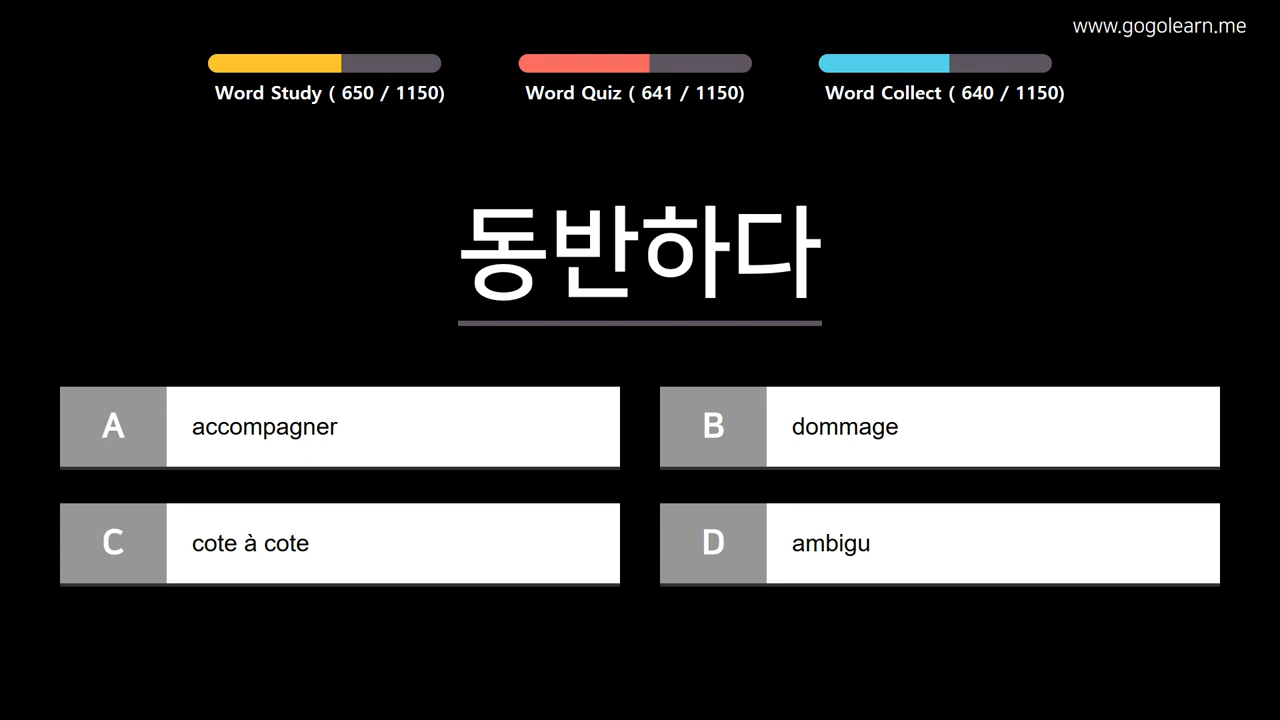 www.gogolearn.me
Word Study ( 650 / 1150)
Word Quiz ( 641 / 1150)
Word Collect ( 640 / 1150)
동반하다
A accompagner
B dommage
C cote à cote
D ambigu